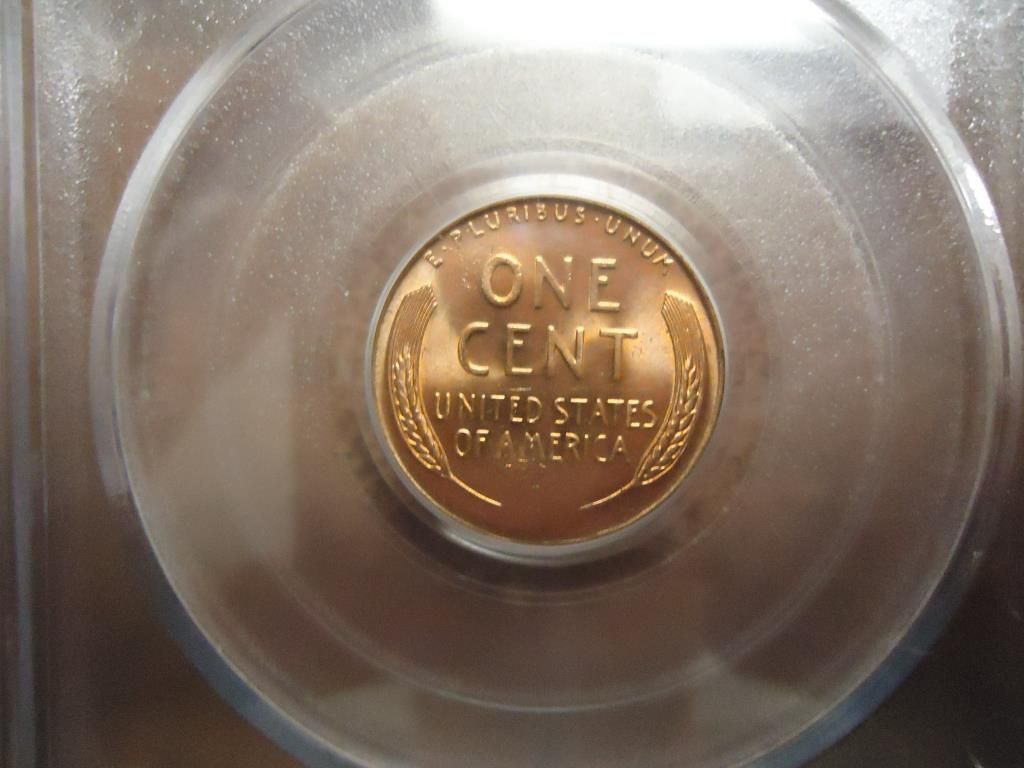 E · PLURIBUS · UNUM
ONE
CENT
UNITED STATES
OF AMERICA